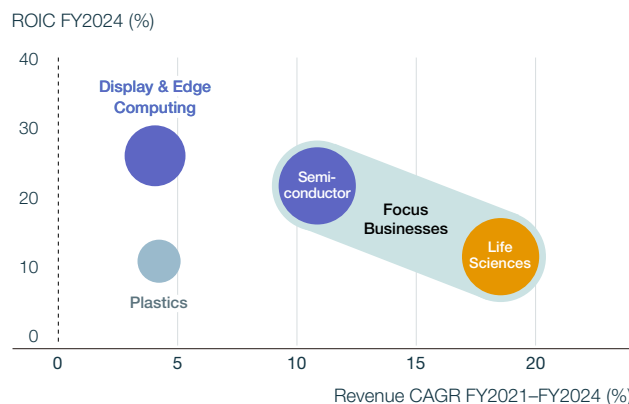 ROIC FY2024 (%)
40
30
20
10
0
Display & Edge
Computing
Plastics
Semi-
conductor
Focus
Businesses
Life
Sciences
0
5
10
15
20
Revenue CAGR FY2021–FY2024 (%)